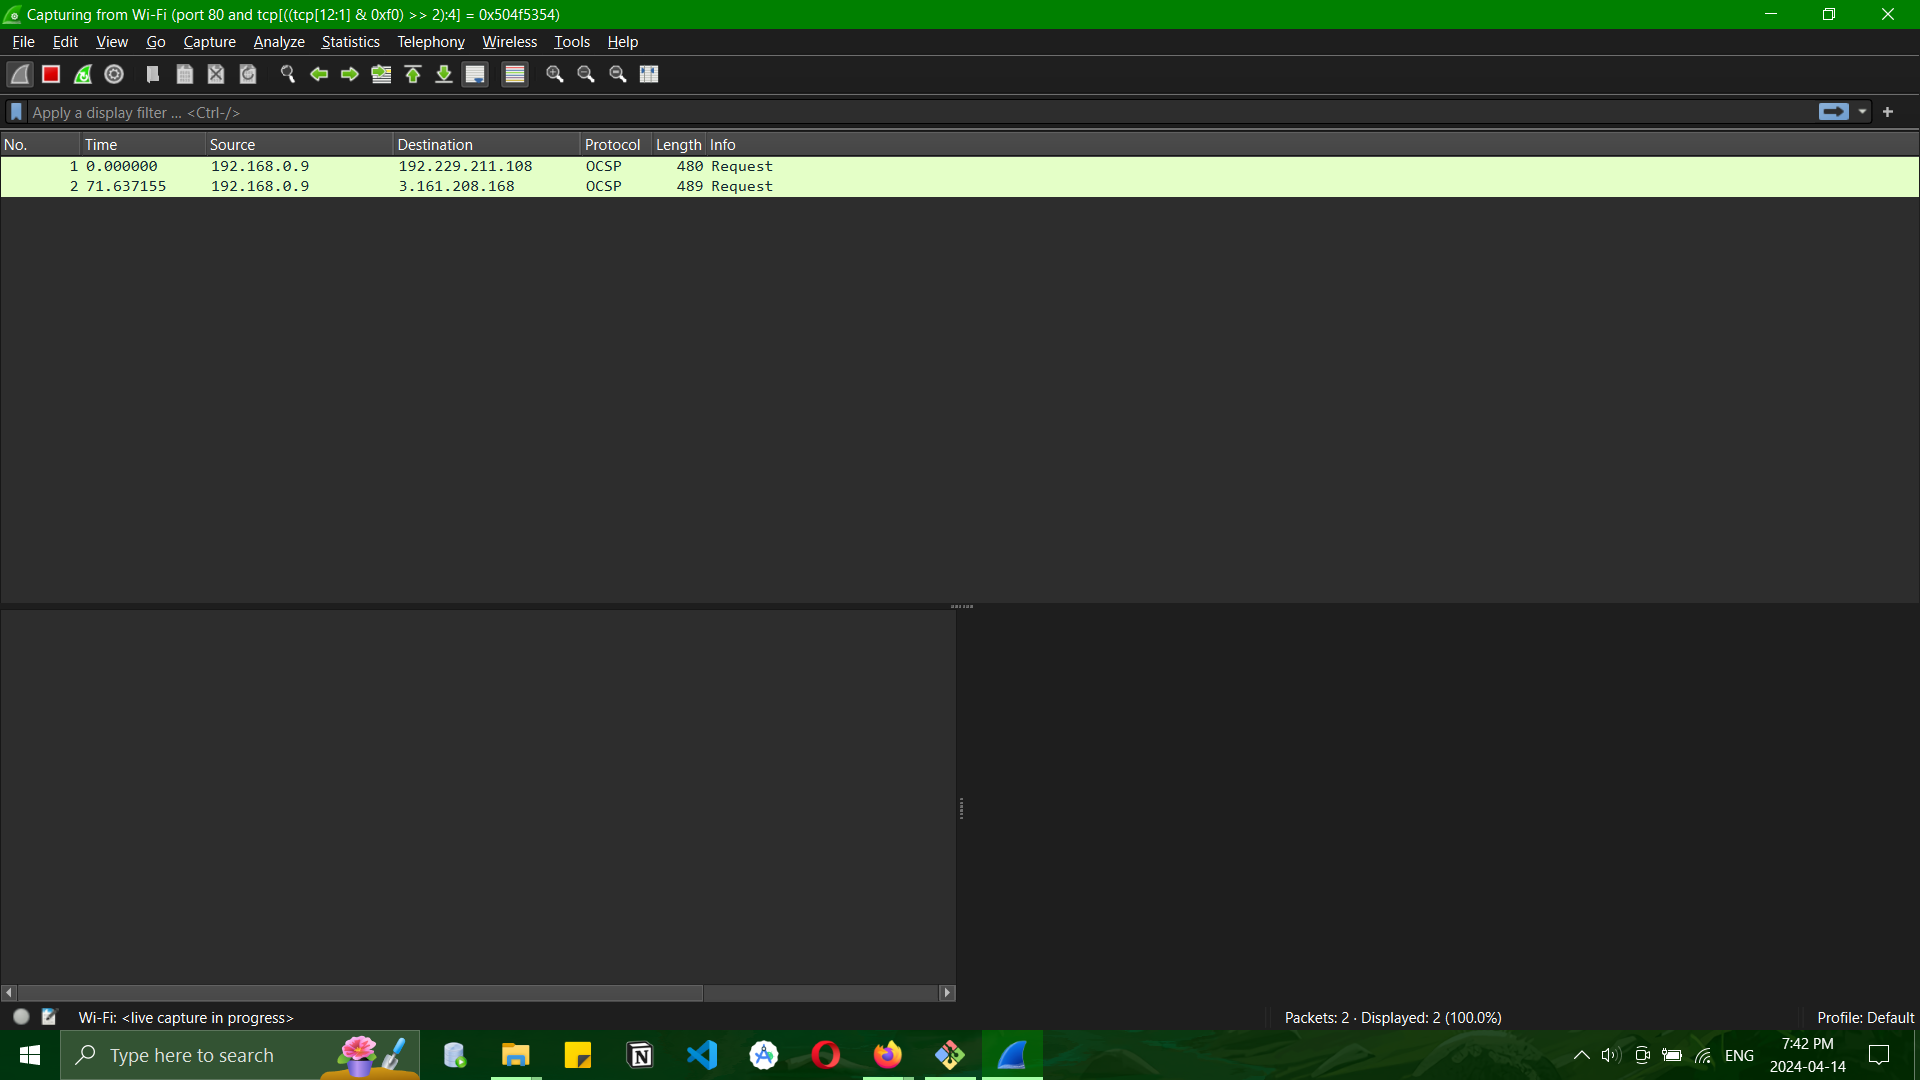 Capturing from Wi-Fi (port 80 and tcp[((tcp[12:1] & 0xf0) >> 2):4] = 0x504f5354)
File Edit View Go Capture Analyze Statistics Telephony Wireless Tools Help
Apply a display filter ... <Ctrl-/>
No. Time Source Destination Protocol Length Info
1 0.000000 192.168.0.9 192.229.211.108 OCSP 480 Request
2 71.637155 192.168.0.9 3.161.208.168 OCSP 489 Request
Wi-Fi: <live capture in progress> Packets: 2 · Displayed: 2 (100.0%) Profile: Default
Type here to search
ENG
7:42 PM
2024-04-14